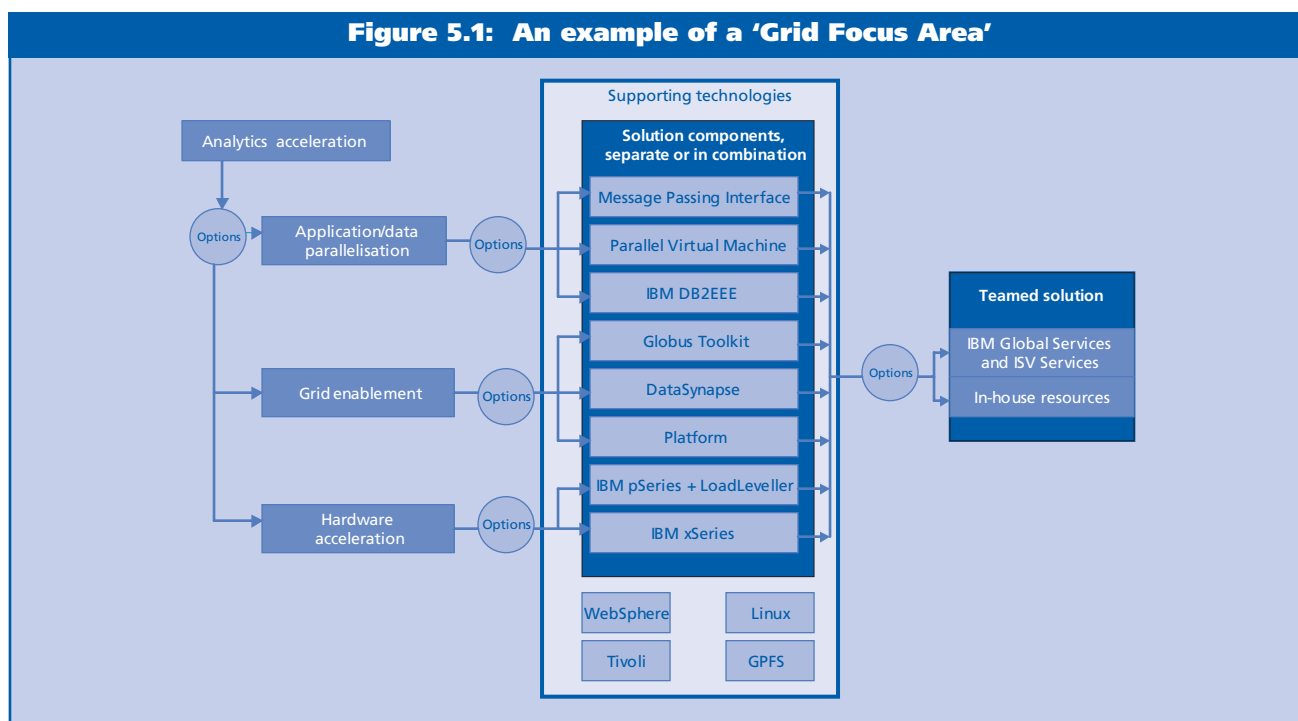 Figure 5.1: An example of a ‘Grid Focus Area’
Supporting technologies
Analytics acceleration
Options
Application/data
parallelisation
Options
Grid enablement
Options
Hardware
acceleration
Options
Solution components,
separate or in combination
Message Passing Interface
Parallel Virtual Machine
IBM DB2EEE
Globus Toolkit
DataSynapse
Platform
IBM pSeries + LoadLeveller
IBM xSeries
WebSphere
Linux
Tivoli
GPFS
Options
Teamed solution
IBM Global Services
and ISV Services
In-house resources